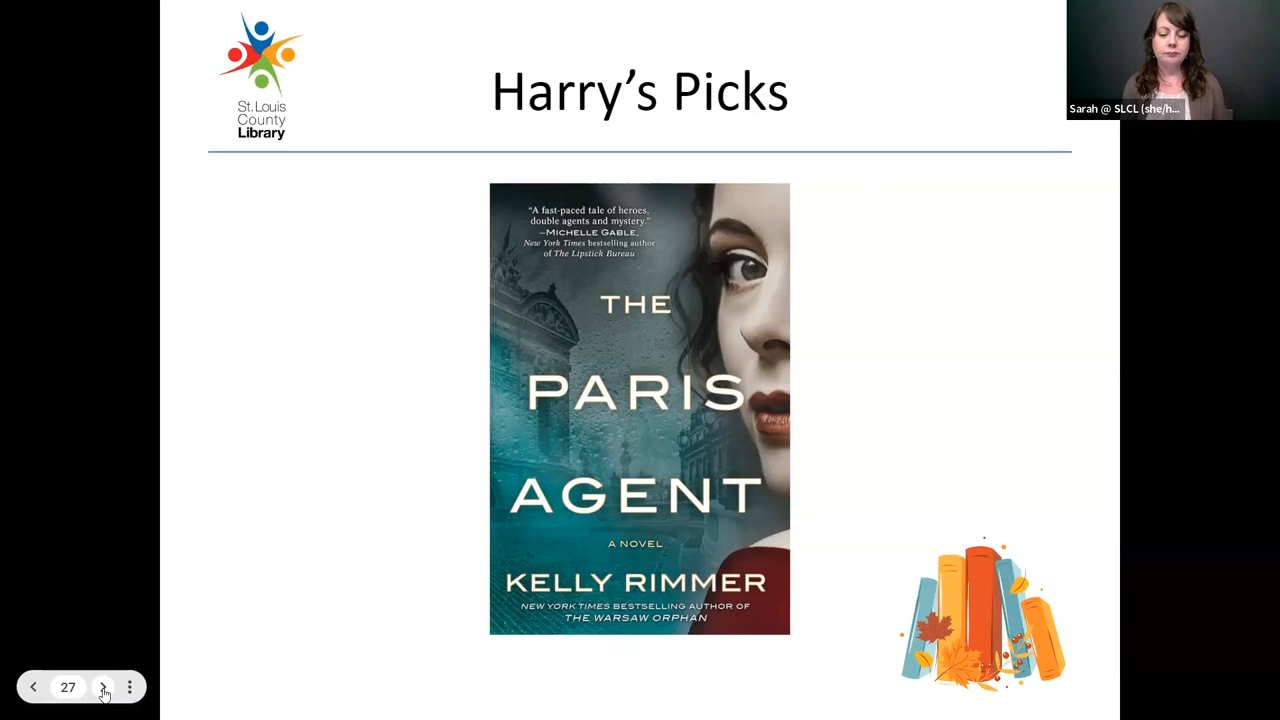 St.Louis
County
Library
Harry's Picks
Sarah @ SLCL (she/h...
"A fast-paced tale of heroes,
double agents and mystery."
—MICHELLE GABLE,
New York Times bestselling author
of The Lipstick Bureau
THE
PARIS
AGENT
A NOVEL
KELLY RIMMER
NEW YORK TIMES BESTSELLING AUTHOR OF
THE WARSAW ORPHAN
27